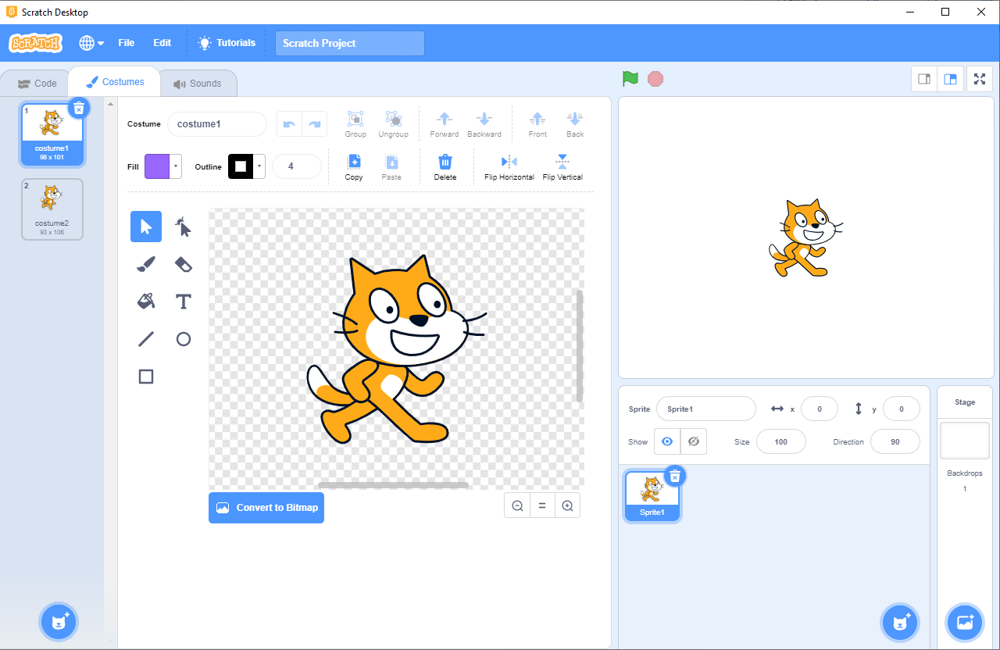 Scratch Desktop
SCRATCH File Edit Tutorials Scratch Project
Code Costumes Sounds
1
costume1
96 x 101
2
costume2
93 x 106
Costume costume1
Group Ungroup Forward Backward Front Back
Fill Outline 4
Copy Paste Delete Flip Horizontal Flip Vertical
T
Convert to Bitmap
Sprite Sprite1 x 0 y 0
Show Size 100 Direction 90
Sprite1
Stage
Backdrops
1